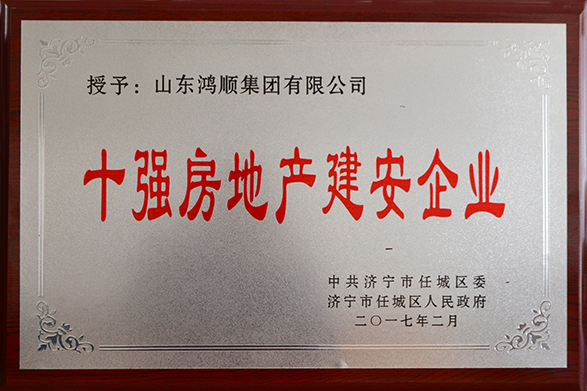 授予：山东鸿顺集团有限公司
十强房地产建安企业
中共济宁市任城区委
济宁市任城区人民政府
二〇一七年二月